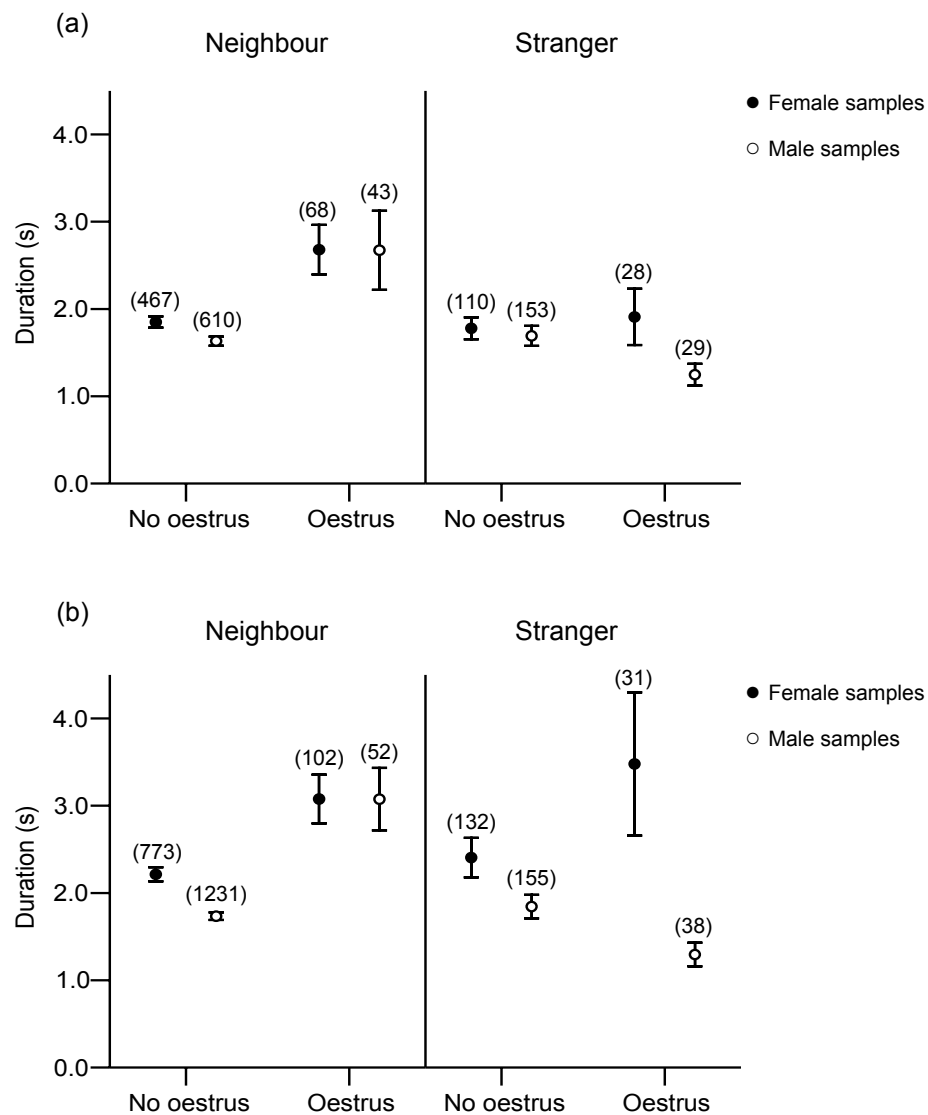 (a)
Neighbour Stranger
Female samples
Male samples
Duration (s)
4.0
3.0
2.0
1.0
0.0
(467)
(610)
(68)
(43)
(110)
(153)
(28)
(29)
No oestrus Oestrus No oestrus Oestrus
(b)
Neighbour Stranger
Female samples
Male samples
Duration (s)
4.0
3.0
2.0
1.0
0.0
(773)
(1231)
(102)
(52)
(132)
(155)
(31)
(38)
No oestrus Oestrus No oestrus Oestrus